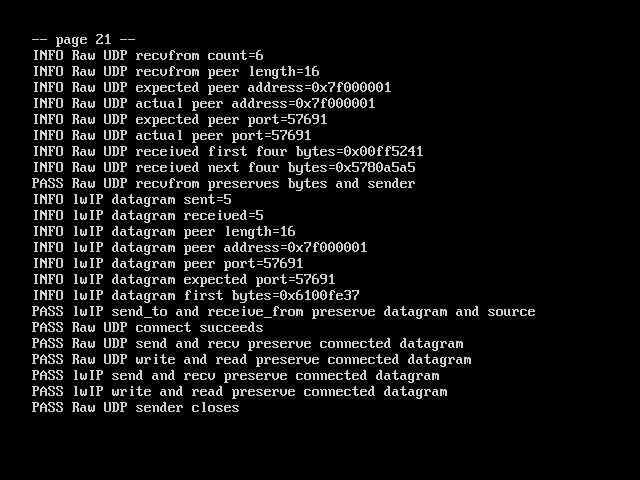 -- page 21 --
INFO Raw UDP recvfrom count=6
INFO Raw UDP recvfrom peer length=16
INFO Raw UDP expected peer address=0x7f000001
INFO Raw UDP actual peer address=0x7f000001
INFO Raw UDP expected peer port=57691
INFO Raw UDP actual peer port=57691
INFO Raw UDP received first four bytes=0x00ff5241
INFO Raw UDP received next four bytes=0x5780a5a5
PASS Raw UDP recvfrom preserves bytes and sender
INFO lwIP datagram sent=5
INFO lwIP datagram received=5
INFO lwIP datagram peer length=16
INFO lwIP datagram peer address=0x7f000001
INFO lwIP datagram peer port=57691
INFO lwIP datagram expected port=57691
INFO lwIP datagram first bytes=0x6100fe37
PASS lwIP send_to and receive_from preserve datagram and source
PASS Raw UDP connect succeeds
PASS Raw UDP send and recv preserve connected datagram
PASS Raw UDP write and read preserve connected datagram
PASS lwIP send and recv preserve connected datagram
PASS lwIP write and read preserve connected datagram
PASS Raw UDP sender closes